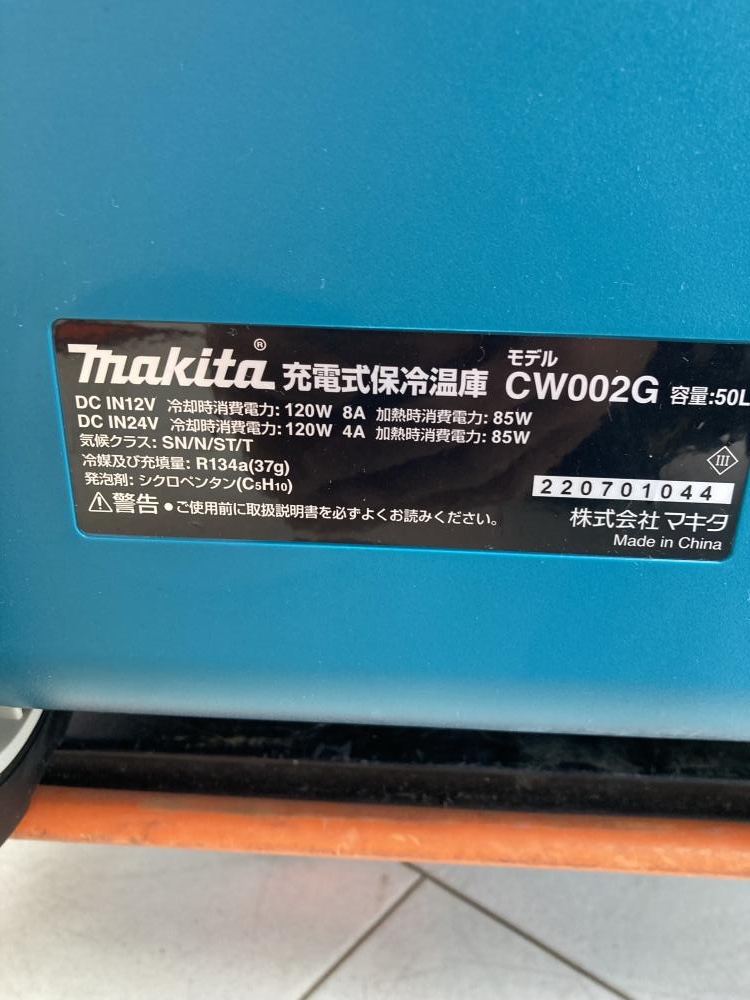 makita® 充電式保冷温庫 モデル CW002G 容量:50L
DC IN12V 冷却時消費電力: 120W 8A 加熱時消費電力: 85W
DC IN24V 冷却時消費電力: 120W 4A 加熱時消費電力: 85W
気候クラス: SN/N/ST/T
冷媒及び充填量: R134a(37g)
III
発泡剤: シクロペンタン(C₅H₁₀)
220701044
⚠警告 ●ご使用前に取扱説明書を必ずよくお読みください。
株式会社 マキタ
Made in China